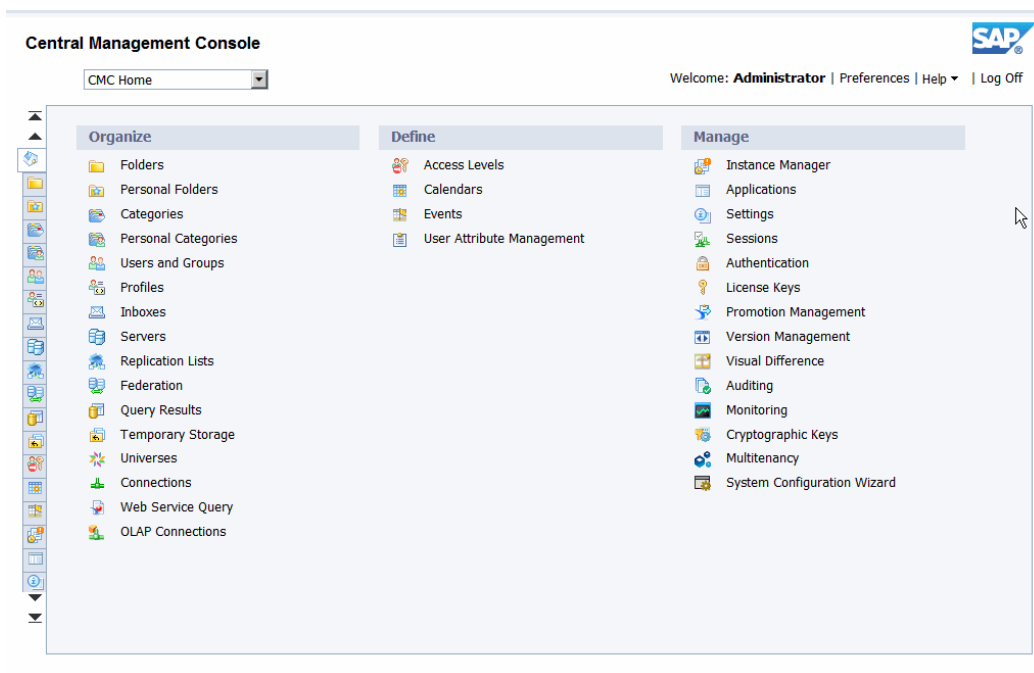 Central Management Console
SAP®
CMC Home
Welcome: Administrator | Preferences | Help | Log Off
Organize
Folders
Personal Folders
Categories
Personal Categories
Users and Groups
Profiles
Inboxes
Servers
Replication Lists
Federation
Query Results
Temporary Storage
Universes
Connections
Web Service Query
OLAP Connections
Define
Access Levels
Calendars
Events
User Attribute Management
Manage
Instance Manager
Applications
Settings
Sessions
Authentication
License Keys
Promotion Management
Version Management
Visual Difference
Auditing
Monitoring
Cryptographic Keys
Multitenancy
System Configuration Wizard